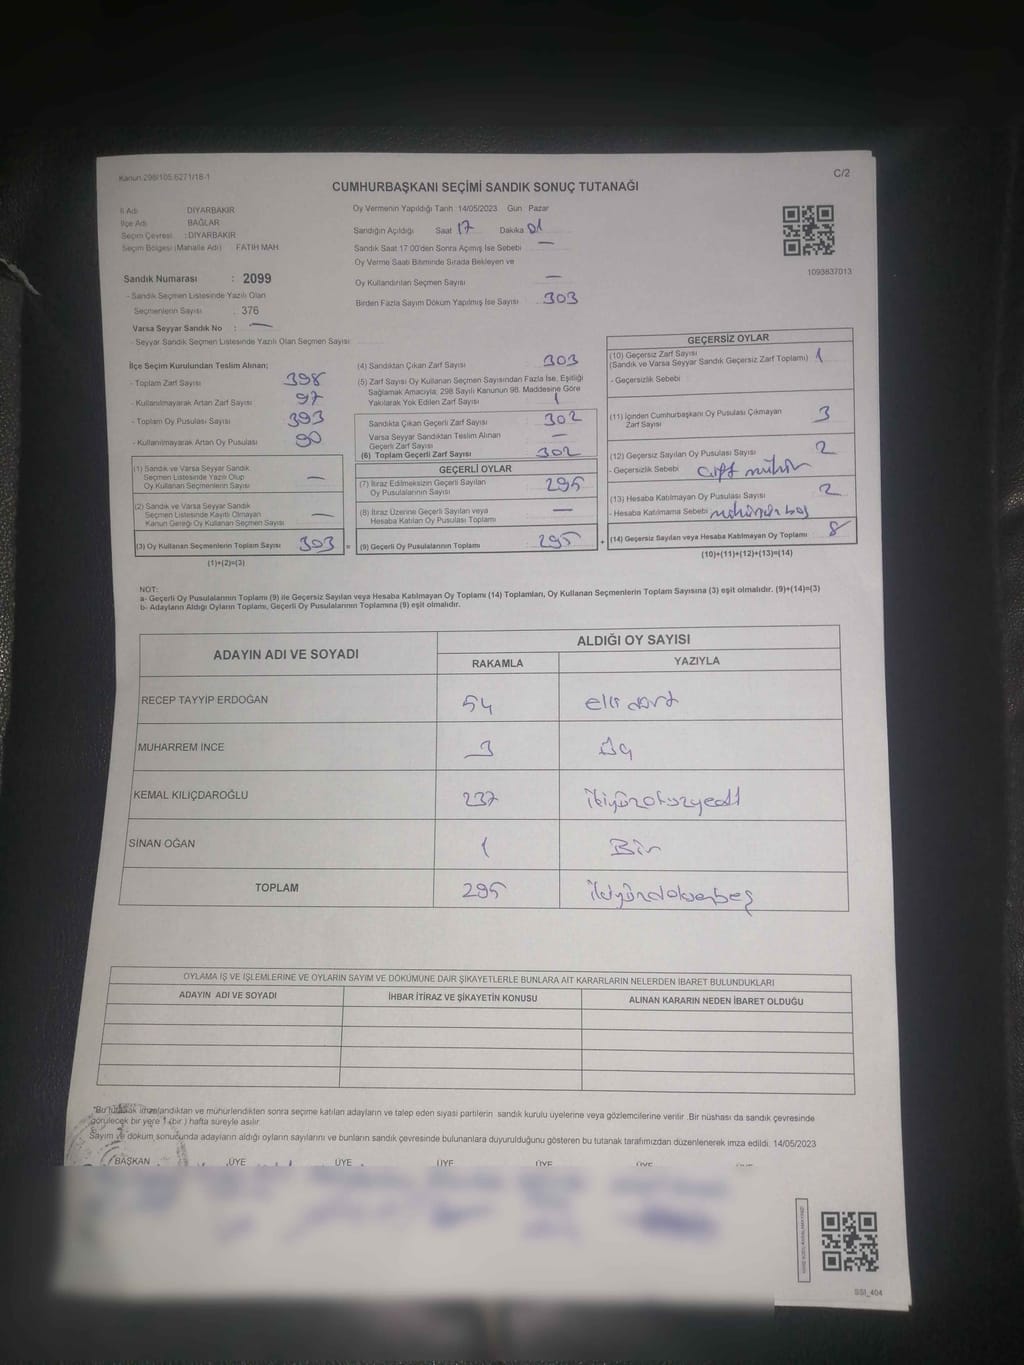 Kanun 298/105.6271/18-1
C/2
CUMHURBAŞKANI SEÇİMİ SANDIK SONUÇ TUTANAĞI
İl Adı : DİYARBAKIR
İlçe Adı : BAĞLAR
Seçim Çevresi : DİYARBAKIR
Seçim Bölgesi (Mahalle Adı) : FATİH MAH.
Sandık Numarası : 2099
- Sandık Seçmen Listesinde Yazılı Olan
Seçmenlerin Sayısı : 376
Varsa Seyyar Sandık No : —
- Seyyar Sandık Seçmen Listesinde Yazılı Olan Seçmen Sayısı
Oy Vermenin Yapıldığı Tarih 14/05/2023 Gün Pazar
Sandığın Açıldığı Saat 17 Dakika 01
Sandık Saat 17.00'den Sonra Açımış İse Sebebi —
Oy Verme Saati Bitiminde Sırada Bekleyen ve
Oy Kullandırılan Seçmen Sayısı —
Birden Fazla Sayım Döküm Yapılmış İse Sayısı 303
1093837013
İlçe Seçim Kurulundan Teslim Alınan;
- Toplam Zarf Sayısı 398
- Kullanılmayarak Artan Zarf Sayısı 97
- Toplam Oy Pusulası Sayısı 393
- Kullanılmayarak Artan Oy Pusulası 90
(1) Sandık ve Varsa Seyyar Sandık
Seçmen Listesinde Yazılı Olup
Oy Kullanan Seçmenlerin Sayısı —
(2) Sandık ve Varsa Seyyar Sandık
Seçmen Listesinde Kayıtlı Olmayan
Kanun Gereği Oy Kullanan Seçmen Sayısı —
(3) Oy Kullanan Seçmenlerin Toplam Sayısı 303 =
(1)+(2)=(3)
(4) Sandıktan Çıkan Zarf Sayısı 303
(5) Zarf Sayısı Oy Kullanan Seçmen Sayısından Fazla İse, Eşitliği
Sağlamak Amacıyla, 298 Sayılı Kanunun 98. Maddesine Göre
Yakılarak Yok Edilen Zarf Sayısı 1
Sandıkta Çıkan Geçerli Zarf Sayısı 302
Varsa Seyyar Sandıktan Teslim Alınan
Geçerli Zarf Sayısı —
(6) Toplam Geçerli Zarf Sayısı 302
GEÇERLİ OYLAR
(7) İtiraz Edilmeksizin Geçerli Sayılan
Oy Pusulalarının Sayısı 295
(8) İtiraz Üzerine Geçerli Sayılan veya
Hesaba Katılan Oy Pusulası Toplamı —
(9) Geçerli Oy Pusulalarının Toplamı 295 +
GEÇERSİZ OYLAR
(10) Geçersiz Zarf Sayısı 1
(Sandık ve Varsa Seyyar Sandık Geçersiz Zarf Toplamı)
- Geçersizlik Sebebi
(11) İçinden Cumhurbaşkanı Oy Pusulası Çıkmayan
Zarf Sayısı 3
(12) Geçersiz Sayılan Oy Pusulası Sayısı 2
- Geçersizlik Sebebi çift mühür
(13) Hesaba Katılmayan Oy Pusulası Sayısı 2
- Hesaba Katılmama Sebebi
(14) Geçersiz Sayılan veya Hesaba Katılmayan Oy Toplamı 8
(10)+(11)+(12)+(13)=(14)
NOT:
a- Geçerli Oy Pusulalarının Toplamı (9) ile Geçersiz Sayılan veya Hesaba Katılmayan Oy Toplamı (14) Toplamları, Oy Kullanan Seçmenlerin Toplam Sayısına (3) eşit olmalıdır. (9)+(14)=(3)
b- Adayların Aldığı Oyların Toplamı, Geçerli Oy Pusulalarının Toplamına (9) eşit olmalıdır.
ADAYIN ADI VE SOYADI
ALDIĞI OY SAYISI
RAKAMLA YAZIYLA
RECEP TAYYİP ERDOĞAN 54 elli dört
MUHARREM İNCE 3 Üç
KEMAL KILIÇDAROĞLU 237 ikiyüzotuzyedi
SİNAN OĞAN 1 Bir
TOPLAM 295 ikiyüzdoksanbeş
OYLAMA İŞ VE İŞLEMLERİNE VE OYLARIN SAYIM VE DÖKÜMÜNE DAİR ŞİKAYETLERLE BUNLARA AİT KARARLARIN NELERDEN İBARET BULUNDUKLARI
ADAYIN ADI VE SOYADI İHBAR İTİRAZ VE ŞİKAYETİN KONUSU ALINAN KARARIN NEDEN İBARET OLDUĞU
"Bu tutanak imzalandıktan ve mühürlendikten sonra seçime katılan adayların ve talep eden siyasi partilerin sandık kurulu üyelerine veya gözlemcilerine verilir. Bir nüshası da sandık çevresinde
görülecek bir yere 1 (bir ) hafta süreyle asılır.
Sayım ve döküm sonucunda adayların aldığı oyların sayılarını ve bunların sandık çevresinde bulunanlara duyurulduğunu gösteren bu tutanak tarafımızdan düzenlenerek imza edildi. 14/05/2023
BAŞKAN ÜYE ÜYE ÜYE ÜYE ÜYE
SSI_404